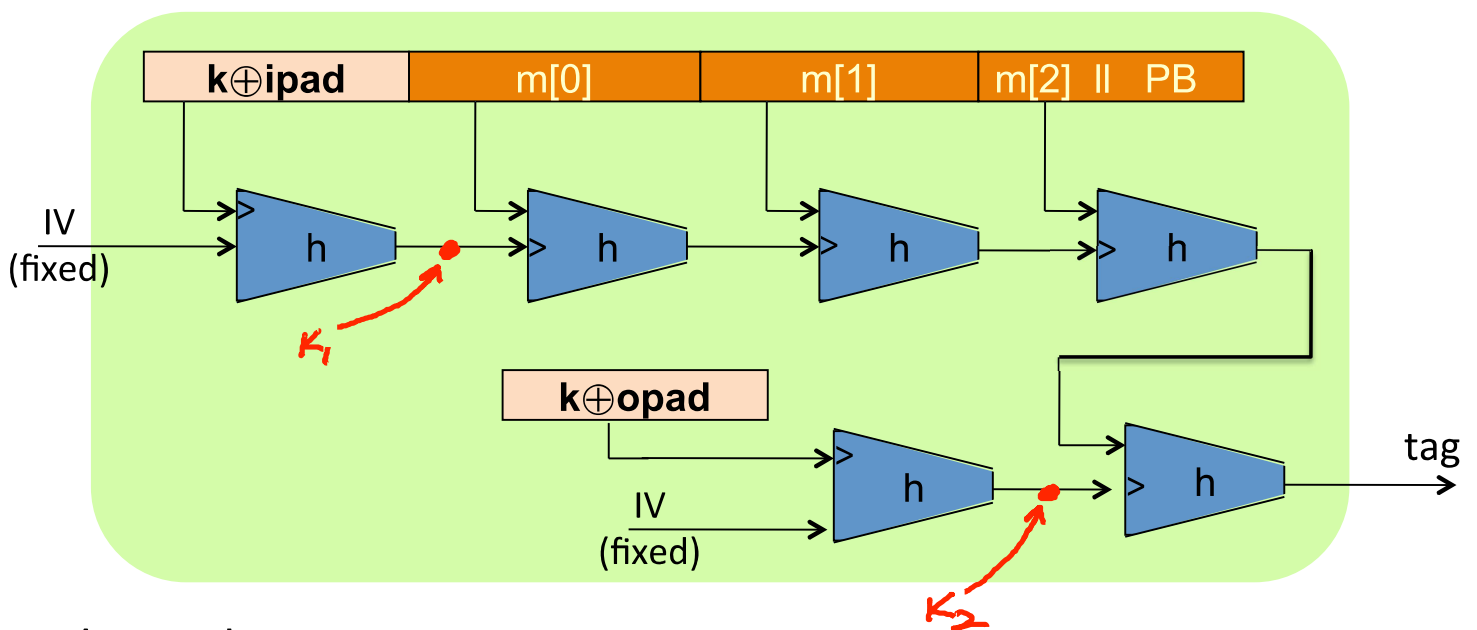 k⊕ipad m[0] m[1] m[2] ll PB
>
IV
(fixed)
h > h > h > h
K1
k⊕opad
>
IV
(fixed)
h > h
tag
K2